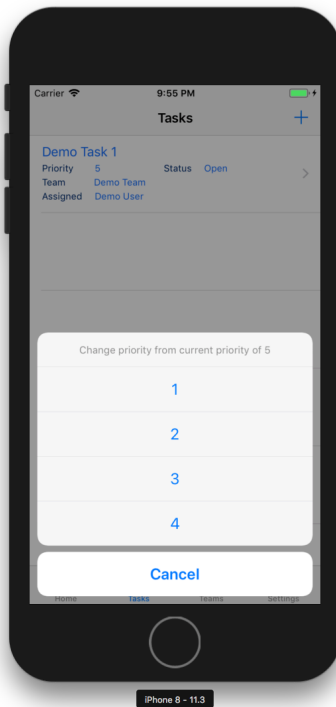 Carrier 9:55 PM
Tasks +
Demo Task 1
Priority 5 Status Open
Team Demo Team
Assigned Demo User
Change priority from current priority of 5
1
2
3
4
Cancel
Home Tasks Teams Settings
iPhone 8 - 11.3